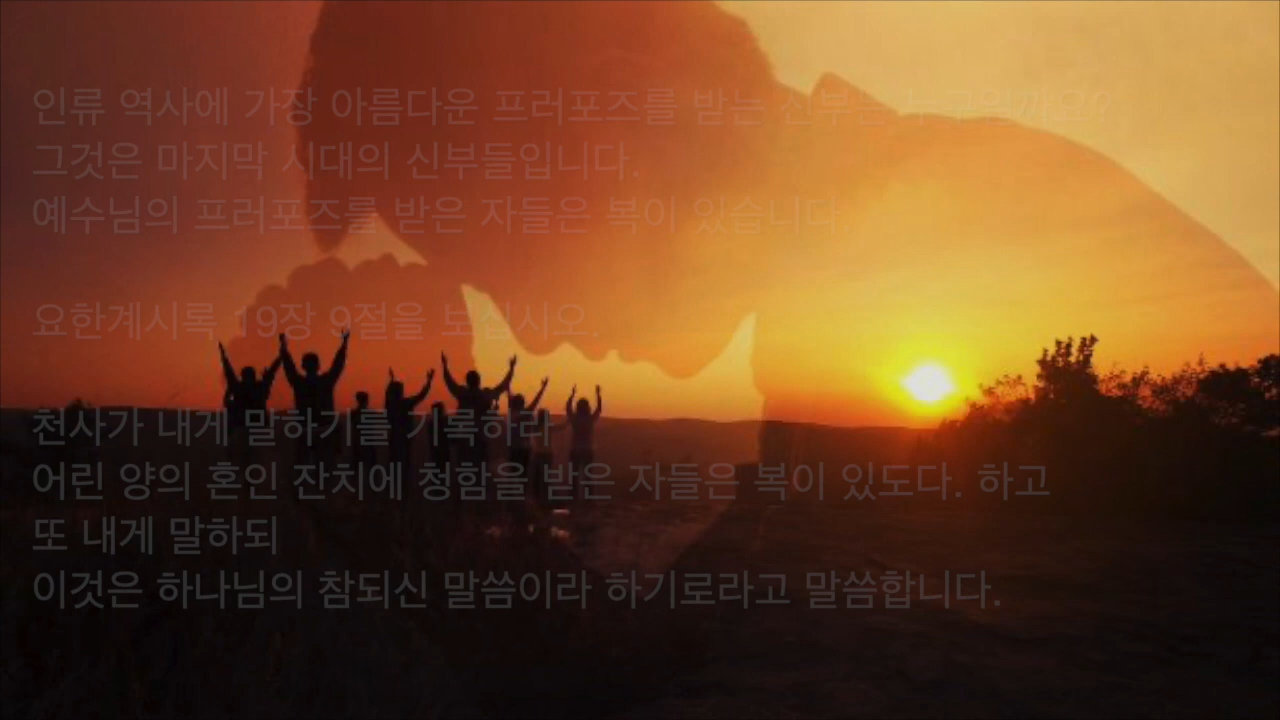 인류 역사에 가장 아름다운 프러포즈를 받는 신부는 누구일까요?
그것은 마지막 시대의 신부들입니다.
예수님의 프러포즈를 받은 자들은 복이 있습니다.
요한계시록 19장 9절을 보십시오.
천사가 내게 말하기를 기록하라
어린 양의 혼인 잔치에 청함을 받은 자들은 복이 있도다. 하고
또 내게 말하되
이것은 하나님의 참되신 말씀이라 하기로라고 말씀합니다.